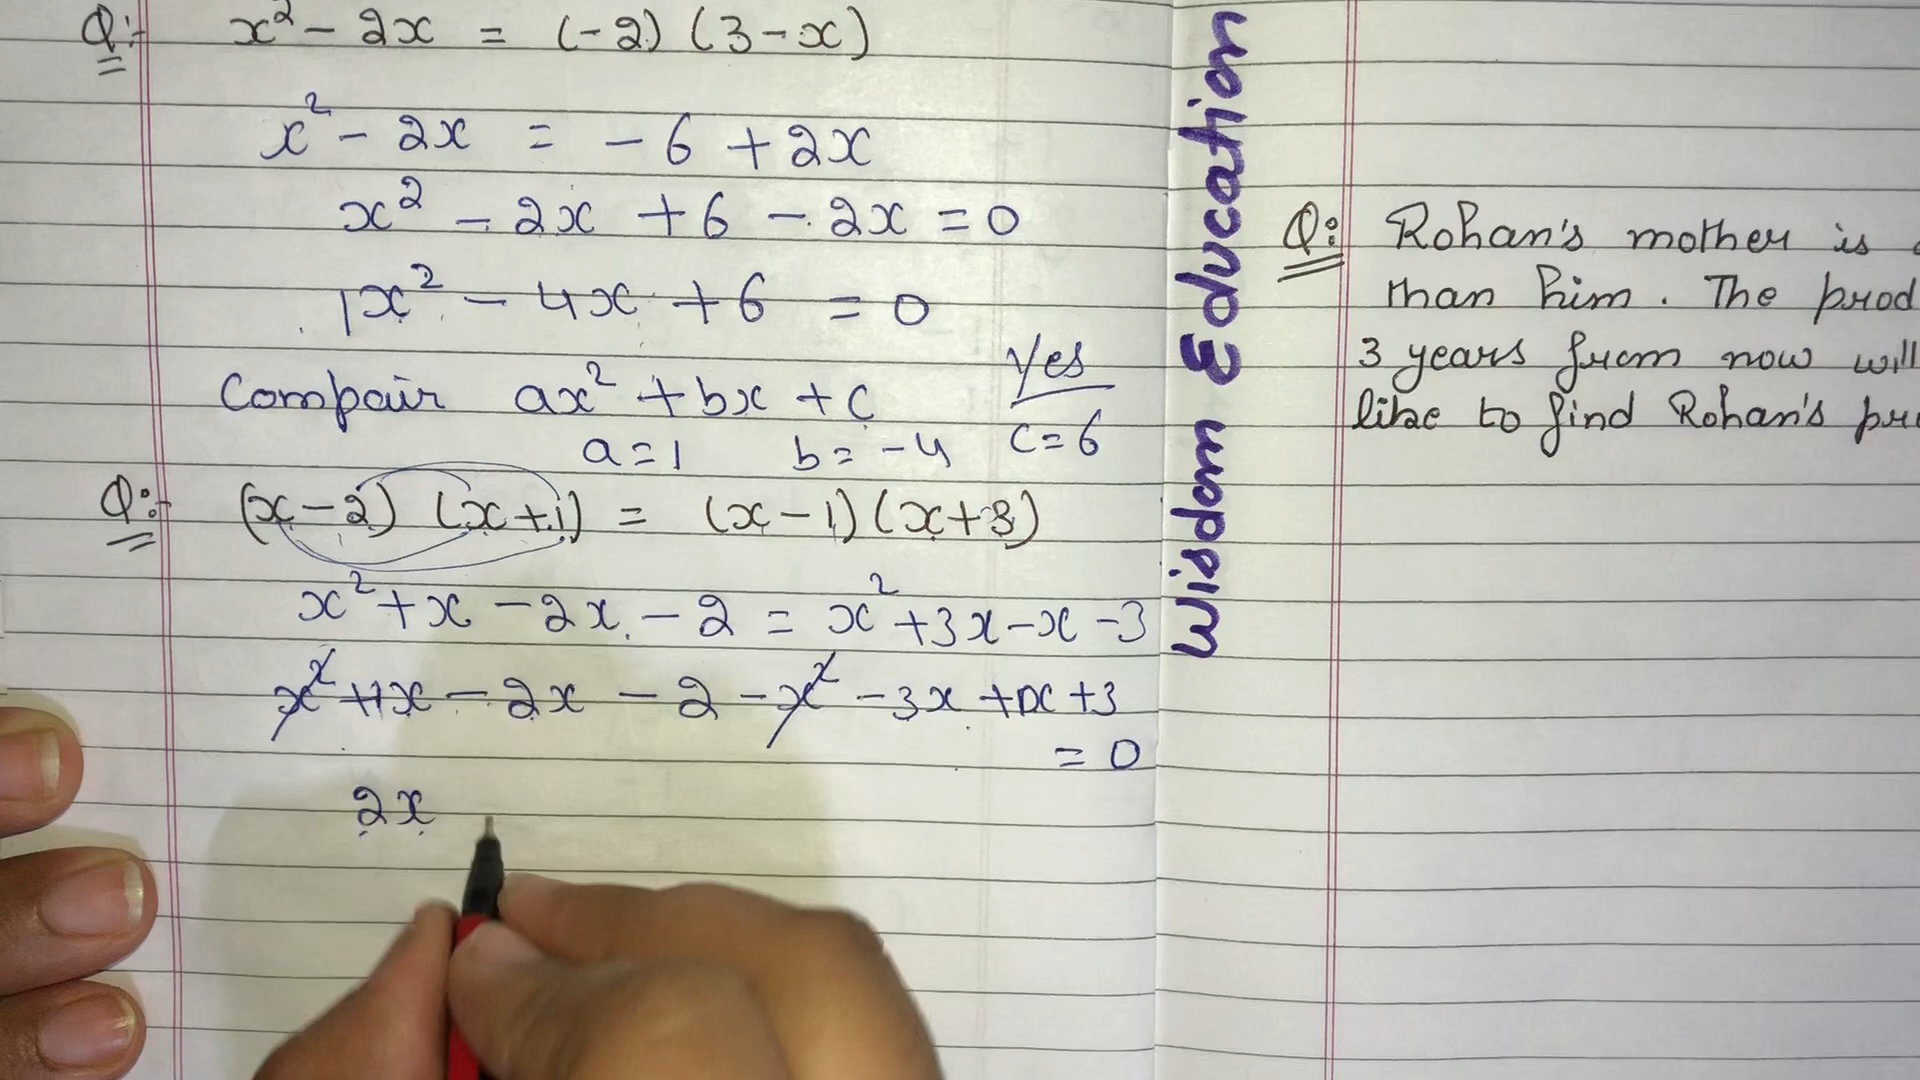 Q:- x² - 2x = (-2) (3-x)
x² - 2x = - 6 + 2x
x² - 2x + 6 - 2x = 0
1x² - 4x + 6 = 0
Compair ax² + bx + c Yes
a=1 b= -4 c=6
Q:- (x-2) (x+1) = (x-1) (x+3)
x² + x - 2x - 2 = x² + 3x - x - 3
x² + 1x - 2x - 2 - x² - 3x + 1x + 3
= 0
2x
Wisdom Education
Q: Rohan's mother is
than him. The
3 years from now will
like to find Rohan's